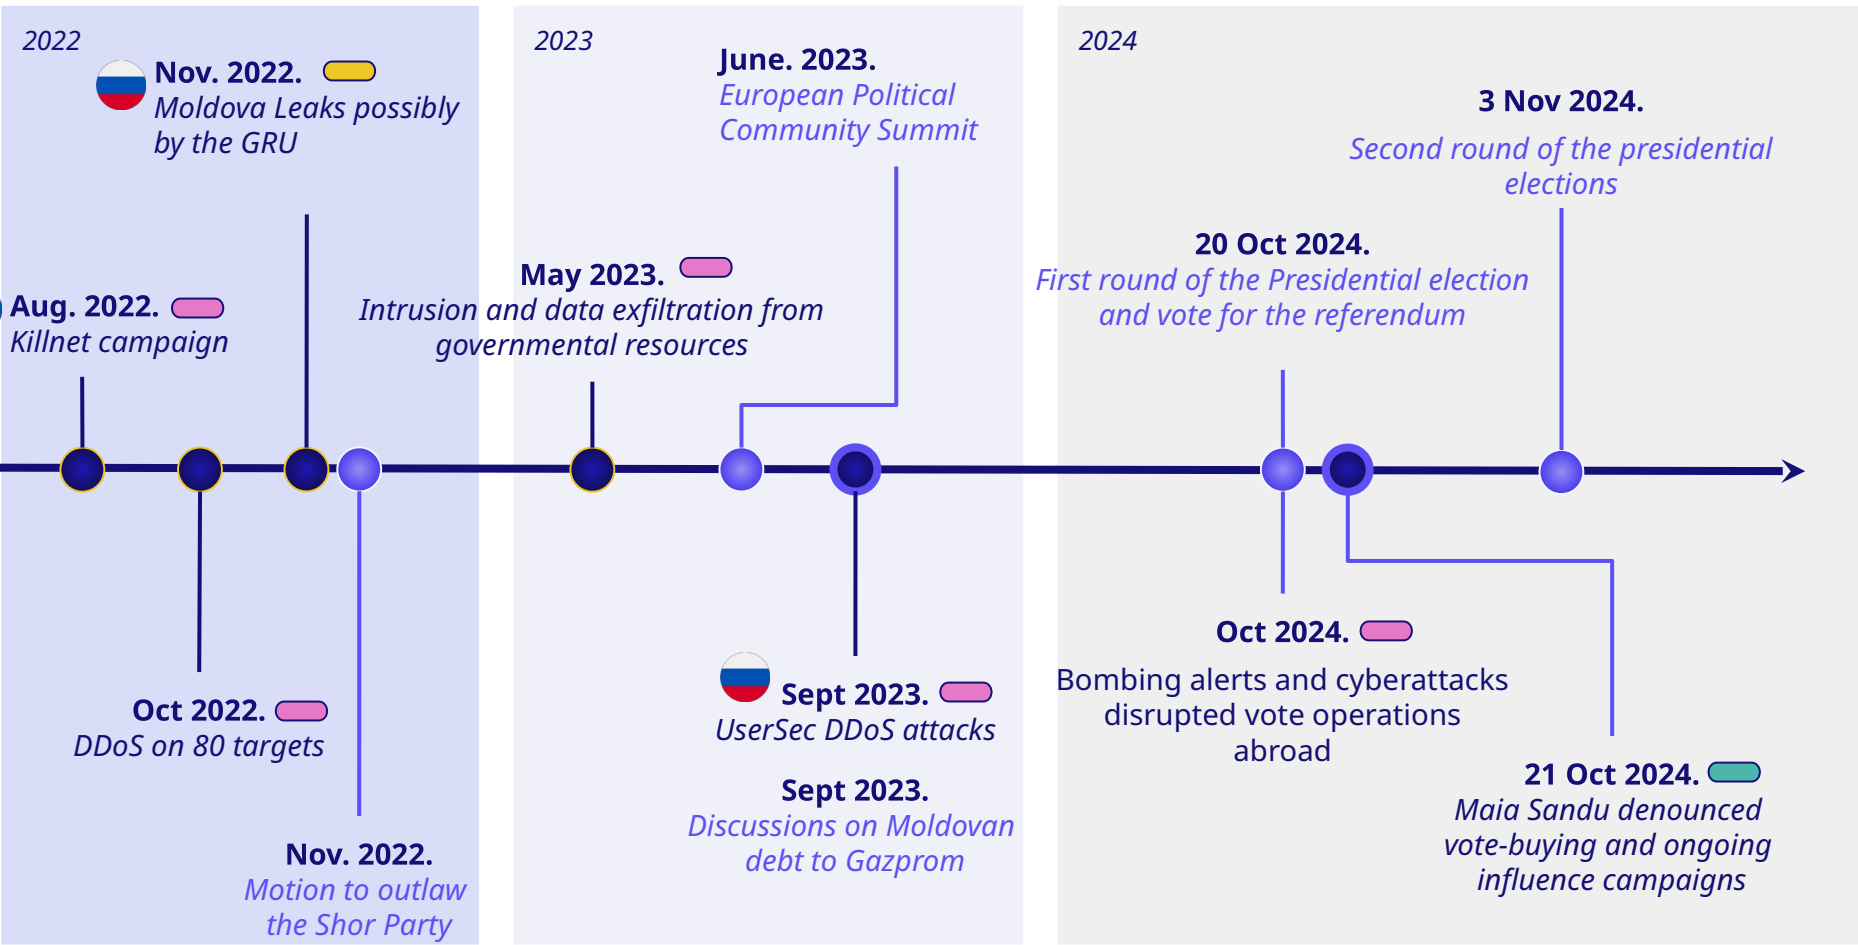 2022
Nov. 2022.
Moldova Leaks possibly
by the GRU
Aug. 2022.
Killnet campaign
Oct 2022.
DDoS on 80 targets
Nov. 2022.
Motion to outlaw
the Shor Party
2023
June. 2023.
European Political
Community Summit
May 2023.
Intrusion and data exfiltration from
governmental resources
Sept 2023.
UserSec DDoS attacks
Sept 2023.
Discussions on Moldovan
debt to Gazprom
2024
3 Nov 2024.
Second round of the presidential
elections
20 Oct 2024.
First round of the Presidential election
and vote for the referendum
Oct 2024.
Bombing alerts and cyberattacks
disrupted vote operations
abroad
21 Oct 2024.
Maia Sandu denounced
vote-buying and ongoing
influence campaigns